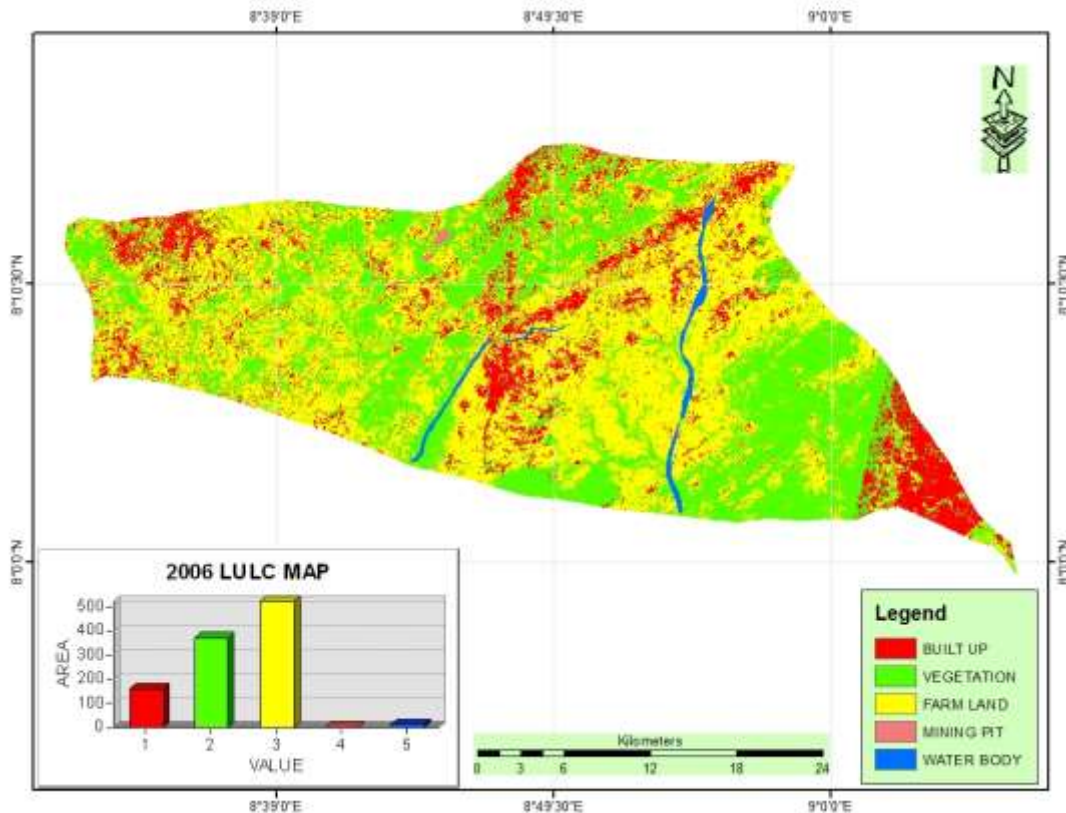 8°39'0"E 8°49'30"E 9°0'0"E
N
8°10'30"N 8°10'30"N
8°0'0"N 8°0'0"N
2006 LULC MAP
500
400
300
200
100
0
AREA
1 2 3 4 5
VALUE
Kilometers
0 3 6 12 18 24
Legend
BUILT UP
VEGETATION
FARM LAND
MINING PIT
WATER BODY
8°39'0"E 8°49'30"E 9°0'0"E